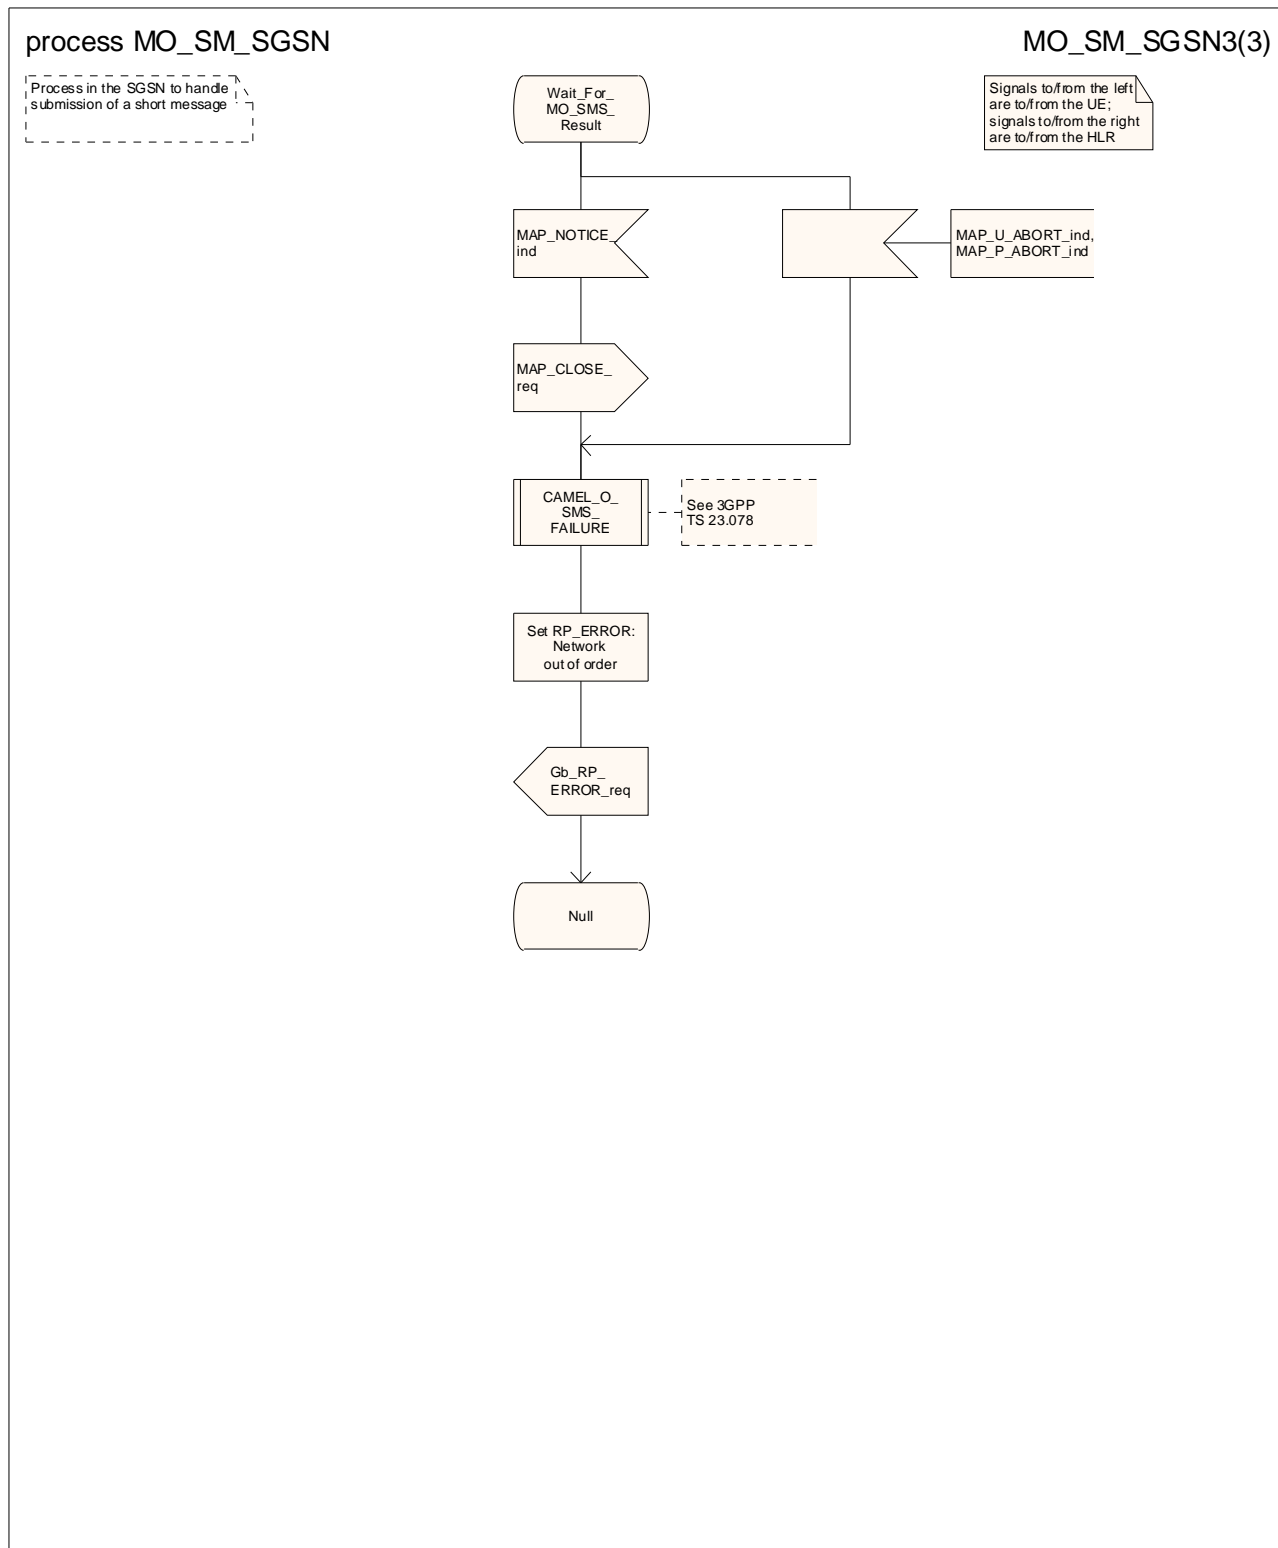 process MO_SM_SGSN
MO_SM_SGSN3(3)
Process in the SGSN to handle
submission of a short message
Wait_For_
MO_SMS_
Result
Signals to/from the left
are to/from the UE;
signals to/from the right
are to/from the HLR
MAP_NOTICE_
ind
MAP_U_ABORT_ind,
MAP_P_ABORT_ind
MAP_CLOSE_
req
CAMEL_O_
SMS_
FAILURE
See 3GPP
TS 23.078
Set RP_ERROR:
Network
out of order
Gb_RP_
ERROR_req
Null